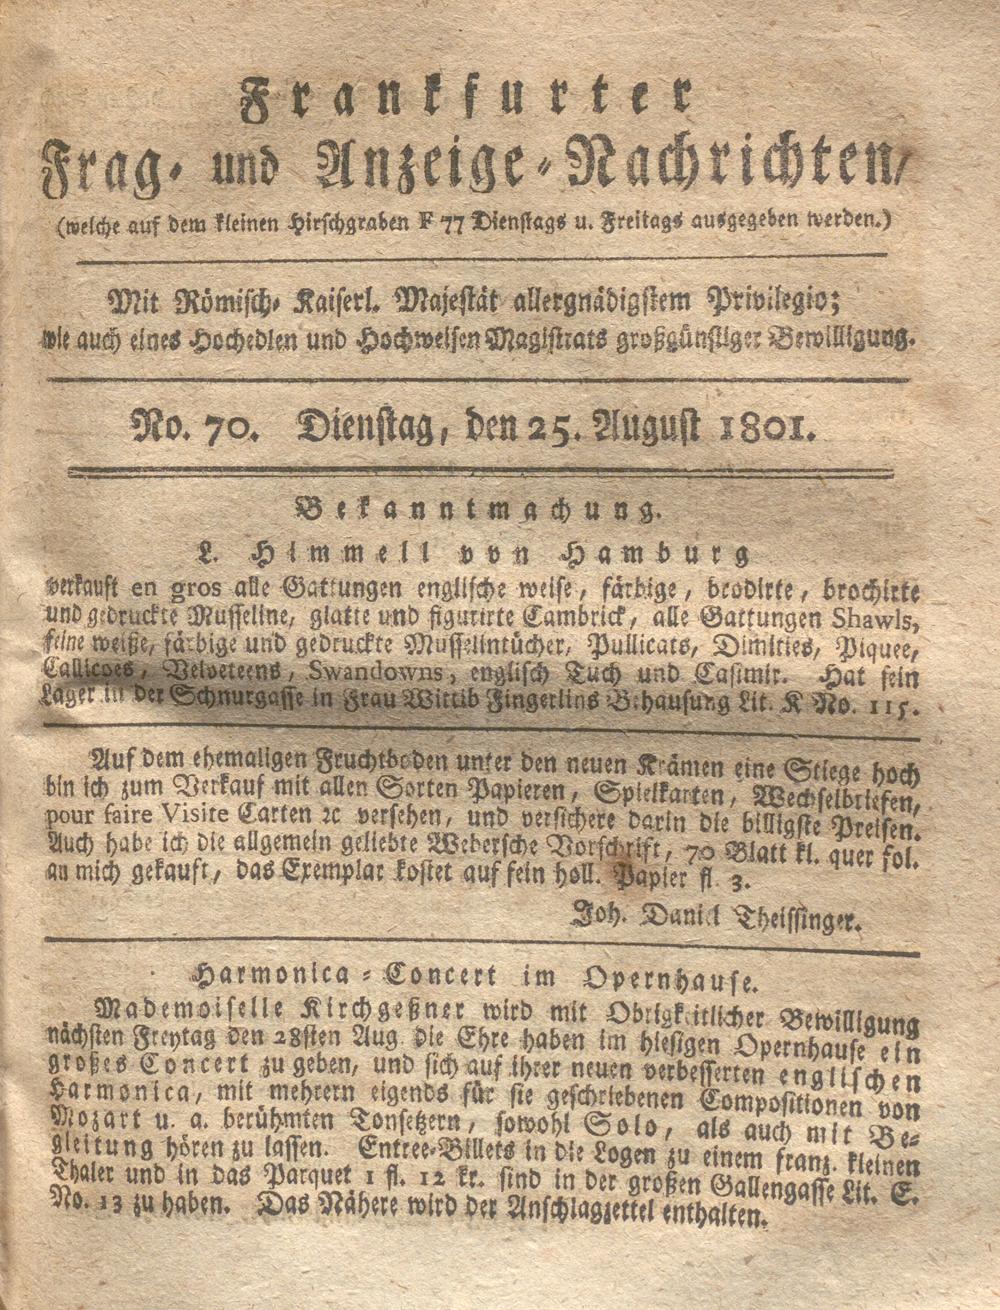 Frankfurter
Frag- und Anzeige-Nachrichten,
(welche auf dem kleinen Hirschgraben F 77 Dienstags u. Freitags ausgegeben werden.)
Mit Römisch- Kaiserl. Majestät allergnädigstem Privilegio;
wie auch eines Hochedlen und Hochweisen Magistrats großgünstiger Bewilligung.
No. 70. Dienstag, den 25. August 1801.
Bekanntmachung.
L. Himmell von Hamburg
verkauft en gros alle Gattungen englische weise, färbige, brodirte, brochirte
und gedruckte Musseline, glatte und figurirte Cambrick, alle Gattungen Shawls,
feine weiße, färbige und gedruckte Musselintücher, Pullicats, Dimities, Piquee,
Callicoes, Velveteens, Swandowns, englisch Tuch und Casimir. Hat sein
Lager in der Schnurgasse in Frau Wittib Fingerlins Behausung Lit. K No. 115.
Auf dem ehemaligen Fruchtboden unter den neuen Krämen eine Stiege hoch
bin ich zum Verkauf mit allen Sorten Papieren, Spielkarten, Wechselbriefen,
pour faire Visite Carten ꝛc versehen, und versichere darin die billigste Preisen.
Auch habe ich die allgemein geliebte Webersche Vorschrift, 70 Blatt kl. quer fol.
an mich gekauft, das Exemplar kostet auf fein holl. Papier fl. 3.
Joh. Daniel Theissinger.
Harmonica-Concert im Opernhause.
Mademoiselle Kirchgeßner wird mit Obrigkeitlicher Bewilligung
nächsten Freytag den 28sten Aug. die Ehre haben im hiesigen Opernhause ein
großes Concert zu geben, und sich auf ihrer neuen verbesserten englischen
Harmonica, mit mehrern eigends für sie geschriebenen Compositionen von
Mozart u. a. berühmten Tonsetzern, sowohl Solo, als auch mit Be-
gleitung hören zu lassen. Entree-Billets in die Logen zu einem franz. kleinen
Thaler und in das Parquet 1 fl. 12 kr. sind in der großen Gallengasse Lit. E.
No. 13 zu haben. Das Nähere wird der Anschlagzettel enthalten.